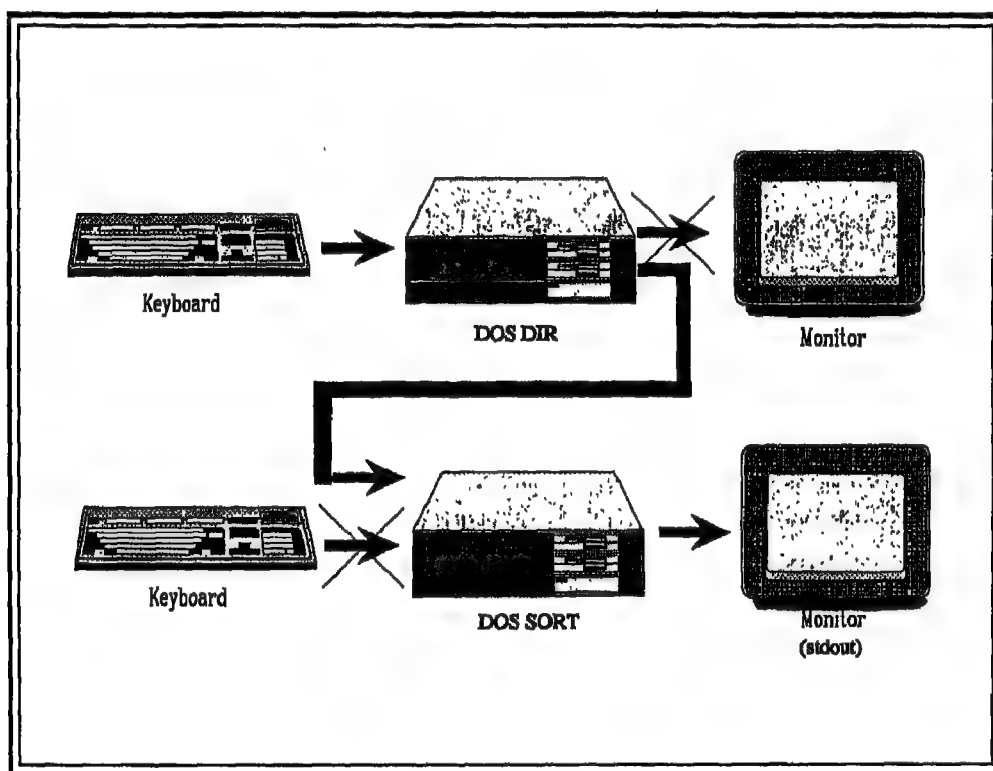 Keyboard
DOS DIR
Monitor
Keyboard
DOS SORT
Monitor
(stdout)